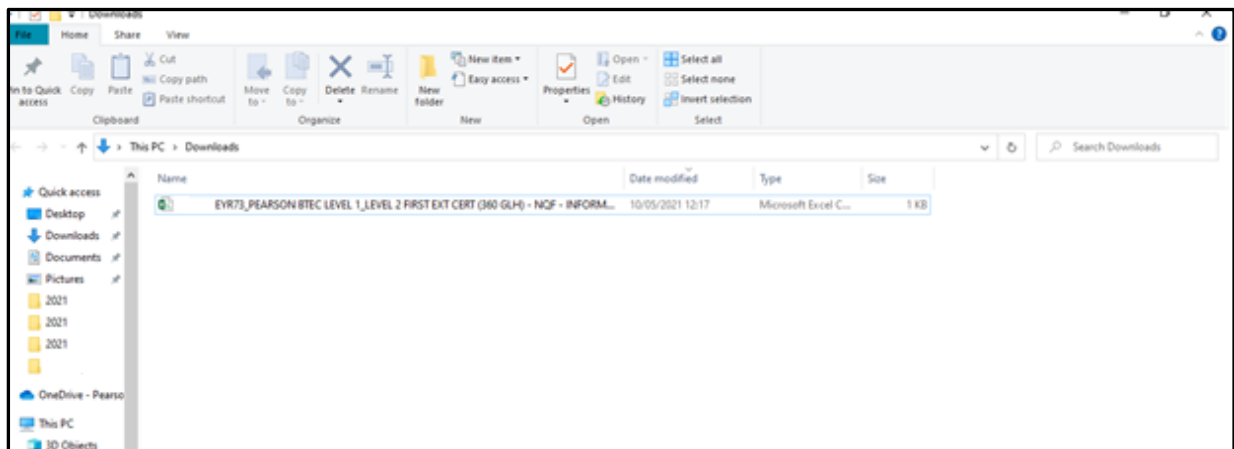 Downloads
File Home Share View
Pin to Quick access Copy Paste Cut Copy path Paste shortcut Move to Copy to Delete Rename New folder New item Easy access Properties Open Edit History Select all Select none Invert selection
Clipboard Organize New Open Select
This PC > Downloads Search Downloads
Name Date modified Type Size
EYR73_PEARSON BTEC LEVEL 1_LEVEL 2 FIRST EXT CERT (360 GLH) - NQF - INFORM... 10/05/2021 12:17 Microsoft Excel C... 1 KB
Quick access
Desktop
Downloads
Documents
Pictures
2021
2021
2021
OneDrive - Pearso
This PC
3D Objects